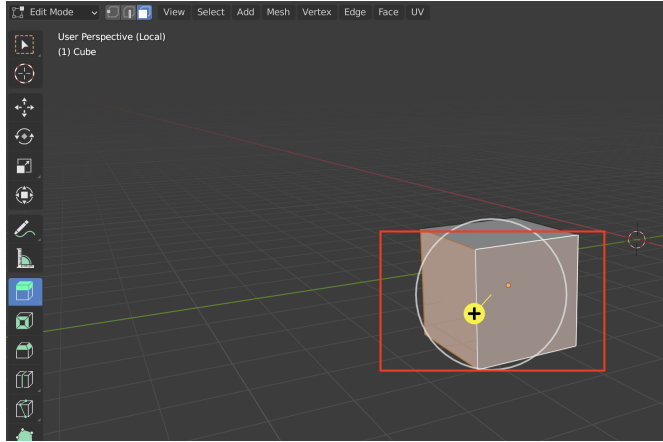 Edit Mode View Select Add Mesh Vertex Edge Face UV
User Perspective (Local)
(1) Cube